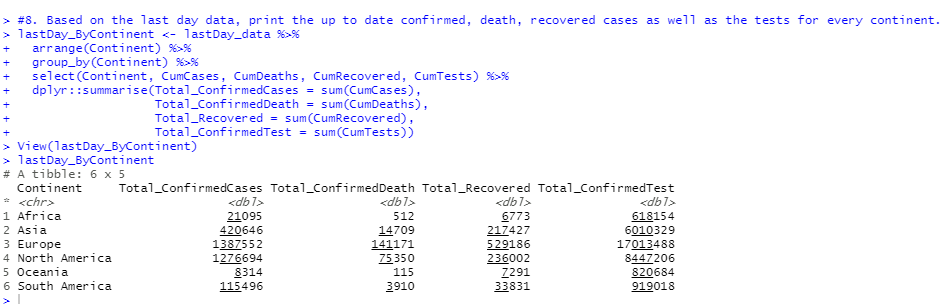 > #8. Based on the last day data, print the up to date confirmed, death, recovered cases as well as the tests for every continent.
> lastDay_ByContinent <- lastDay_data %>%
+   arrange(Continent) %>%
+   group_by(Continent) %>%
+   select(Continent, CumCases, CumDeaths, CumRecovered, CumTests) %>%
+   dplyr::summarise(Total_ConfirmedCases = sum(CumCases),
+                    Total_ConfirmedDeath = sum(CumDeaths),
+                    Total_Recovered = sum(CumRecovered),
+                    Total_ConfirmedTest = sum(CumTests))
> View(lastDay_ByContinent)
> lastDay_ByContinent
# A tibble: 6 x 5
  Continent     Total_ConfirmedCases Total_ConfirmedDeath Total_Recovered Total_ConfirmedTest
* <chr>                        <dbl>                <dbl>           <dbl>               <dbl>
1 Africa                       21095                  512            6773              618154
2 Asia                        420646                14709          217427             6010329
3 Europe                     1387552               141171          529186            17013488
4 North America              1276694                75350          236002             8447206
5 Oceania                       8314                  115            7291              820684
6 South America               115496                 3910           33831              919018
>